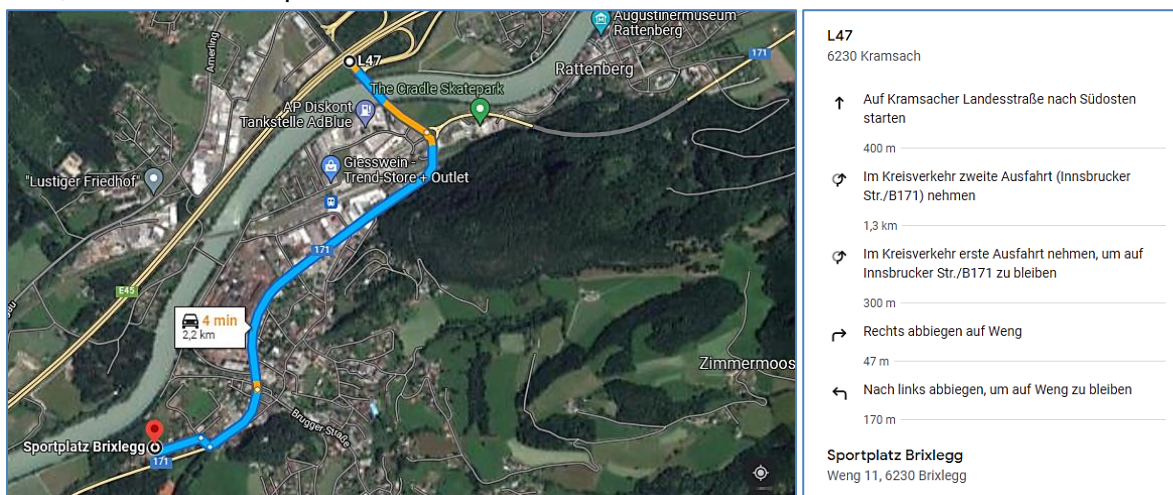 Augustinermuseum
Rattenberg
171
L47
Amerling
Rattenberg
The Cradle Skatepark
AP Diskont
Tankstelle AdBlue
Giesswein -
Trend-Store + Outlet
"Lustiger Friedhof"
171
E45
4 min
2,2 km
Zimmermoos
Brugger Straße
Sportplatz Brixlegg
171
L47
6230 Kramsach
Auf Kramsacher Landesstraße nach Südosten
starten
400 m
Im Kreisverkehr zweite Ausfahrt (Innsbrucker
Str./B171) nehmen
1,3 km
Im Kreisverkehr erste Ausfahrt nehmen, um auf
Innsbrucker Str./B171 zu bleiben
300 m
Rechts abbiegen auf Weng
47 m
Nach links abbiegen, um auf Weng zu bleiben
170 m
Sportplatz Brixlegg
Weng 11, 6230 Brixlegg